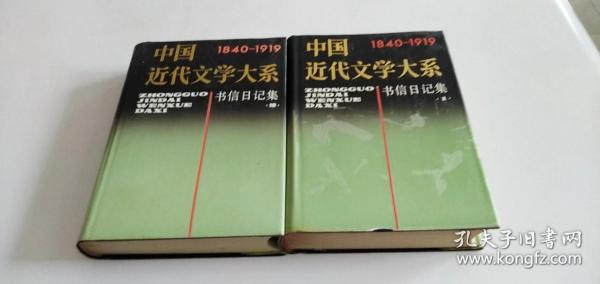 中国 1840-1919
近代文学大系
ZHONGGUO
JINDAI
WENXUE
DAXI
书信日记集
中国 1840-1919
近代文学大系
ZHONGGUO
JINDAI
WENXUE
DAXI
书信日记集
孔夫子旧书网
www.kongfz.com